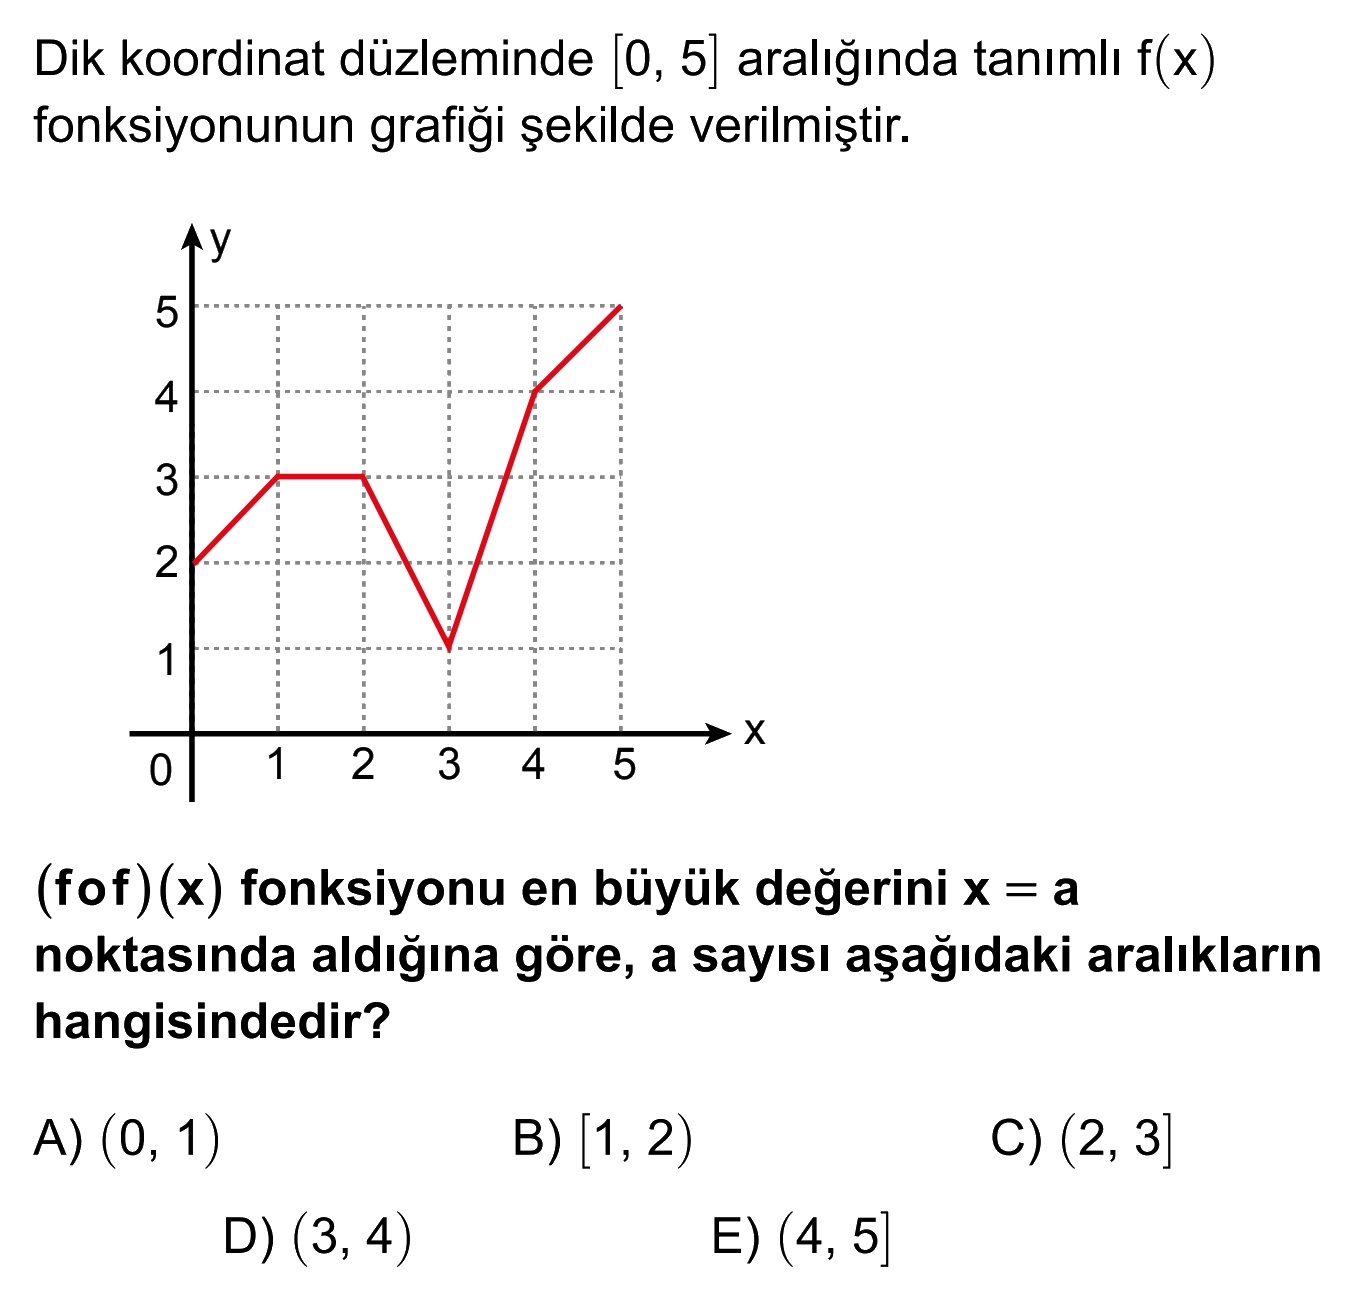 Dik koordinat düzleminde [0, 5] aralığında tanımlı f(x)
fonksiyonunun grafiği şekilde verilmiştir.
y
5
4
3
2
1
0 1 2 3 4 5 x
(fof)(x) fonksiyonu en büyük değerini x = a
noktasında aldığına göre, a sayısı aşağıdaki aralıkların
hangisindedir?
A) (0, 1) B) [1, 2) C) (2, 3]
D) (3, 4) E) (4, 5]